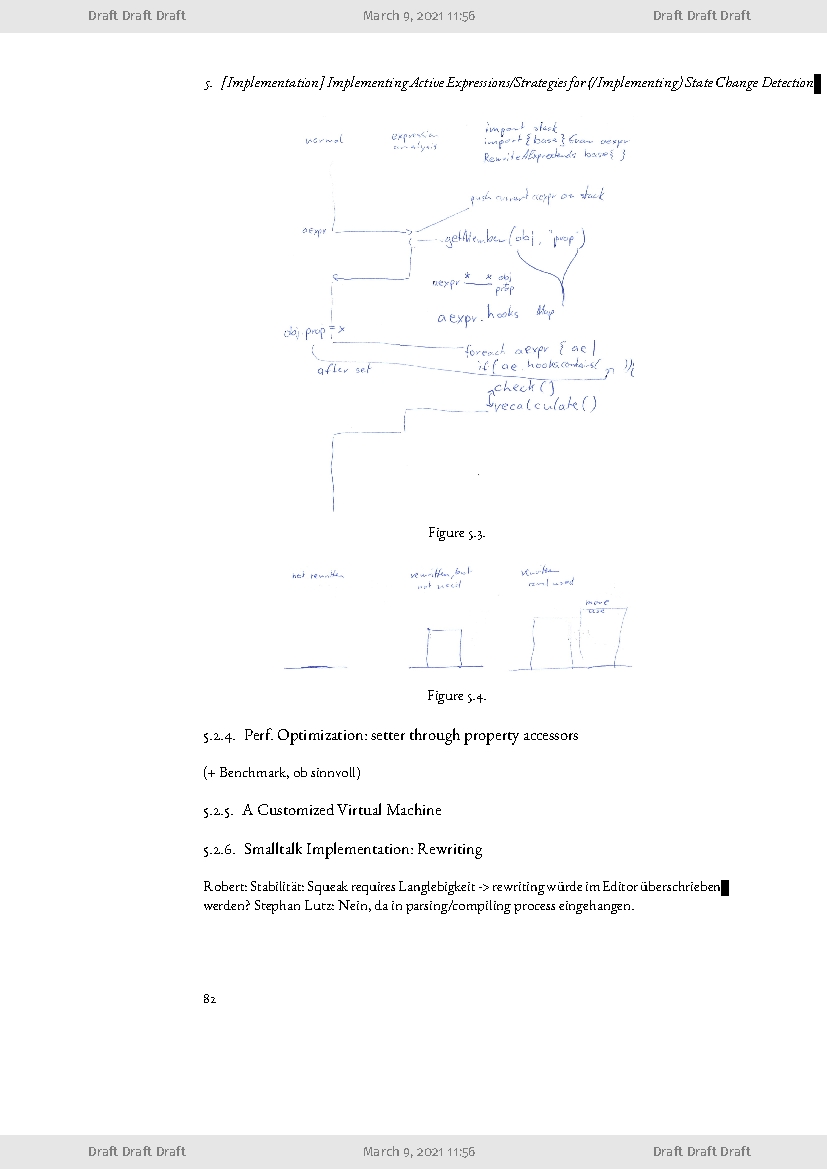 Draft Draft Draft March 9, 2021 11:56 Draft Draft Draft
5. [Implementation] Implementing Active Expressions/Strategies for (/Implementing) State Change Detection
normal
expression analysis
import stack
import {base} from aexpr
base{ }
push current aexpr on stack
aexpr
getMember(obj, "prop")
aexpr * * obj
prop
aexpr.hooks Map
obj.prop = x
foreach aexpr { ae |
if( ae.hooks.contains(
after set
check()
recalculate()
Figure 5.3.
not rewritten
rewritten, but
not used
rewritten
and used
more
use
Figure 5.4.
5.2.4. Perf. Optimization: setter through property accessors
(+ Benchmark, ob sinnvoll)
5.2.5. A Customized Virtual Machine
5.2.6. Smalltalk Implementation: Rewriting
Robert: Stabilität: Squeak requires Langlebigkeit -> rewriting würde im Editor überschrieben
werden? Stephan Lutz: Nein, da in parsing/compiling process eingehangen.
82
Draft Draft Draft March 9, 2021 11:56 Draft Draft Draft